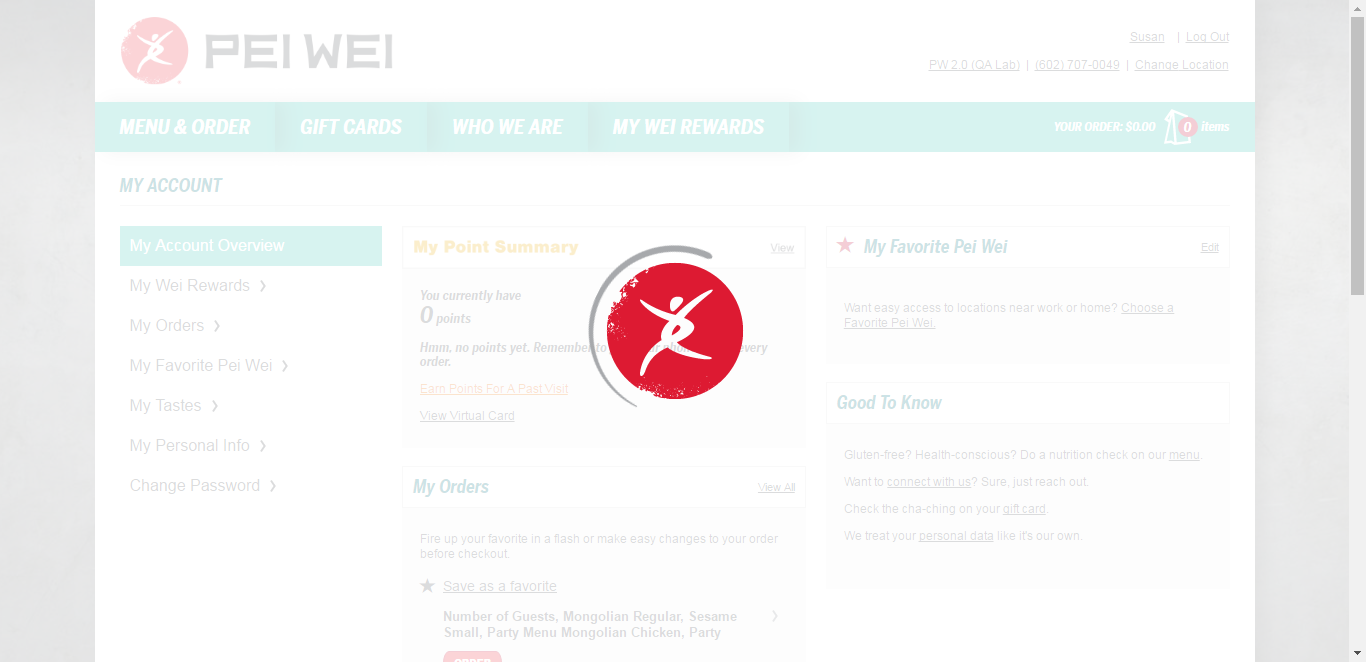 PEI WEI
Susan | Log Out
PW 2.0 (QA Lab) | (602) 707-0049 | Change Location
MENU & ORDER GIFT CARDS WHO WE ARE MY WEI REWARDS YOUR ORDER: $0.00 0 items
MY ACCOUNT
My Account Overview
My Wei Rewards
My Orders
My Favorite Pei Wei
My Tastes
My Personal Info
Change Password
My Point Summary View
You currently have
0 points
Hmm, no points yet. Remember to every
order.
Earn Points For A Past Visit
View Virtual Card
My Orders View All
Fire up your favorite in a flash or make easy changes to your order
before checkout.
Save as a favorite
Number of Guests, Mongolian Regular, Sesame
Small, Party Menu Mongolian Chicken, Party
ORDER
My Favorite Pei Wei Edit
Want easy access to locations near work or home? Choose a
Favorite Pei Wei.
Good To Know
Gluten-free? Health-conscious? Do a nutrition check on our menu.
Want to connect with us? Sure, just reach out.
Check the cha-ching on your gift card.
We treat your personal data like it's our own.